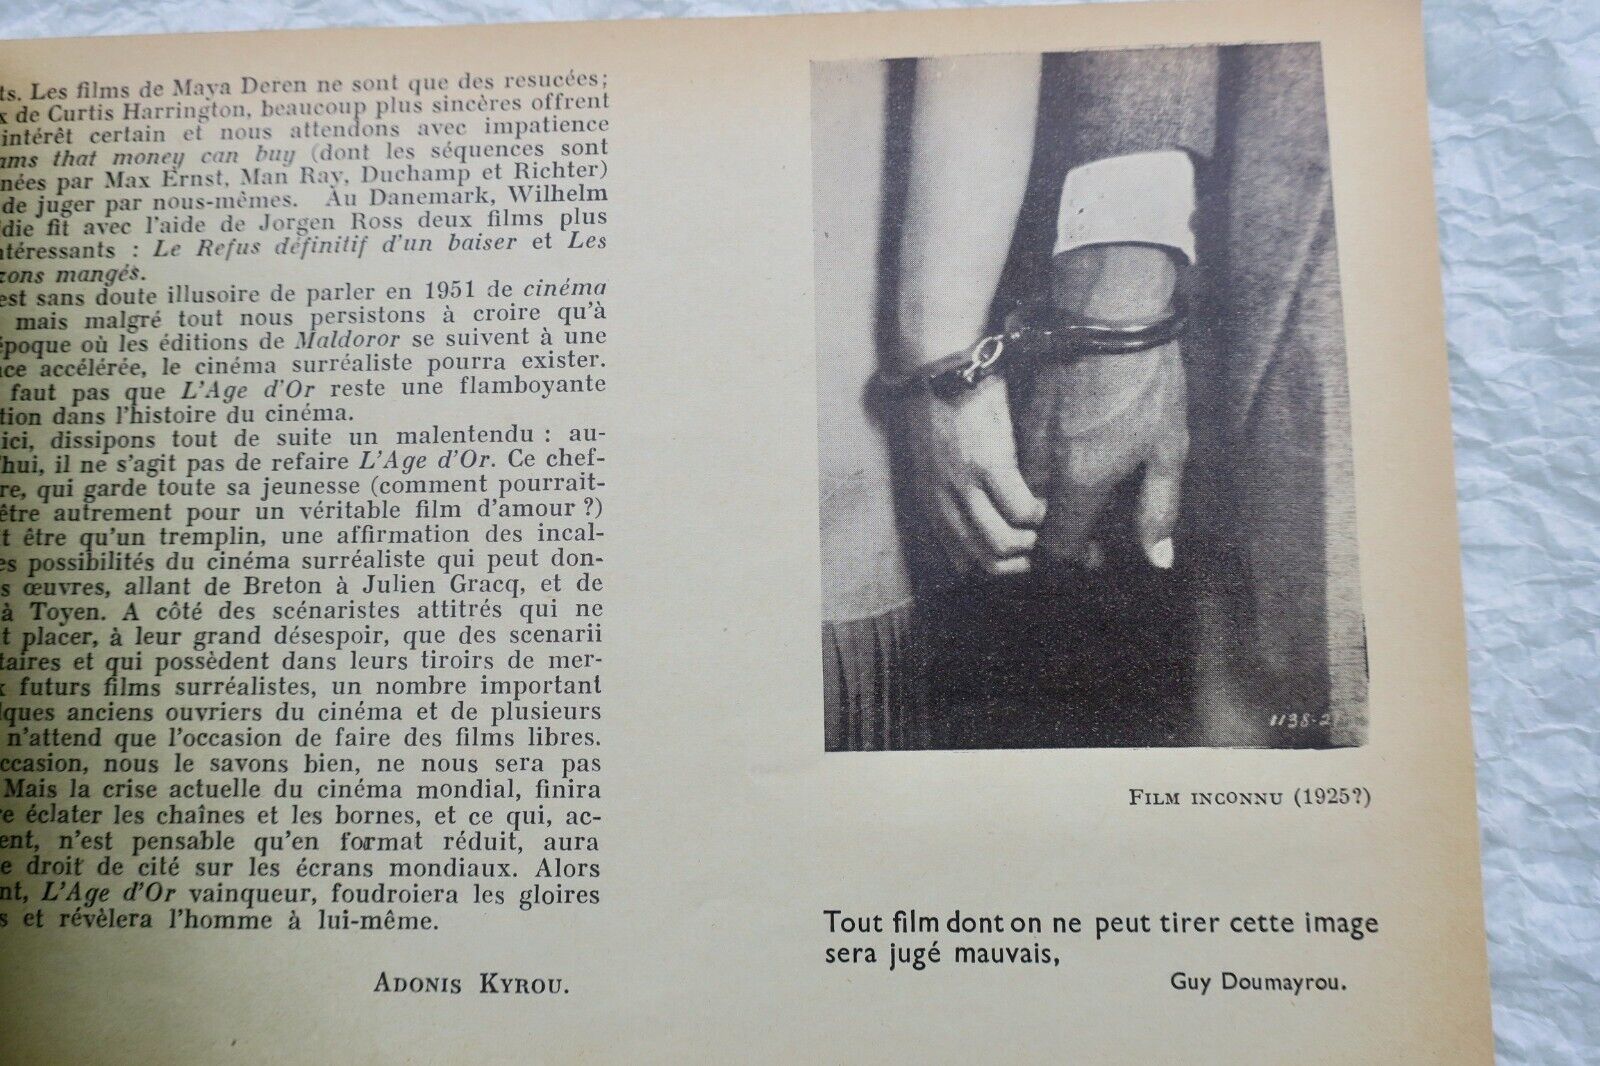 ts. Les films de Maya Deren ne sont que des resucées;
x de Curtis Harrington, beaucoup plus sincères offrent
intérêt certain et nous attendons avec impatience
ams that money can buy (dont les séquences sont
nées par Max Ernst, Man Ray, Duchamp et Richter)
de juger par nous-mêmes. Au Danemark, Wilhelm
die fit avec l'aide de Jorgen Ross deux films plus
ntéressants : Le Refus définitif d'un baiser et Les
çons mangés.
est sans doute illusoire de parler en 1951 de cinéma
mais malgré tout nous persistons à croire qu'à
époque où les éditions de Maldoror se suivent à une
ce accélérée, le cinéma surréaliste pourra exister.
faut pas que L'Age d'Or reste une flamboyante
tion dans l'histoire du cinéma.
ici, dissipons tout de suite un malentendu : au-
'hui, il ne s'agit pas de refaire L'Age d'Or. Ce chef-
re, qui garde toute sa jeunesse (comment pourrait-
être autrement pour un véritable film d'amour ?)
t être qu'un tremplin, une affirmation des incal-
es possibilités du cinéma surréaliste qui peut don-
s œuvres, allant de Breton à Julien Gracq, et de
à Toyen. A côté des scénaristes attitrés qui ne
t placer, à leur grand désespoir, que des scenarii
taires et qui possèdent dans leurs tiroirs de mer-
x futurs films surréalistes, un nombre important
lques anciens ouvriers du cinéma et de plusieurs
n'attend que l'occasion de faire des films libres.
ccasion, nous le savons bien, ne nous sera pas
Mais la crise actuelle du cinéma mondial, finira
re éclater les chaînes et les bornes, et ce qui, ac-
ent, n'est pensable qu'en format réduit, aura
e droit de cité sur les écrans mondiaux. Alors
nt, L'Age d'Or vainqueur, foudroiera les gloires
s et révèlera l'homme à lui-même.
ADONIS KYROU.
FILM INCONNU (1925?)
Tout film dont on ne peut tirer cette image
sera jugé mauvais,
Guy Doumayrou.